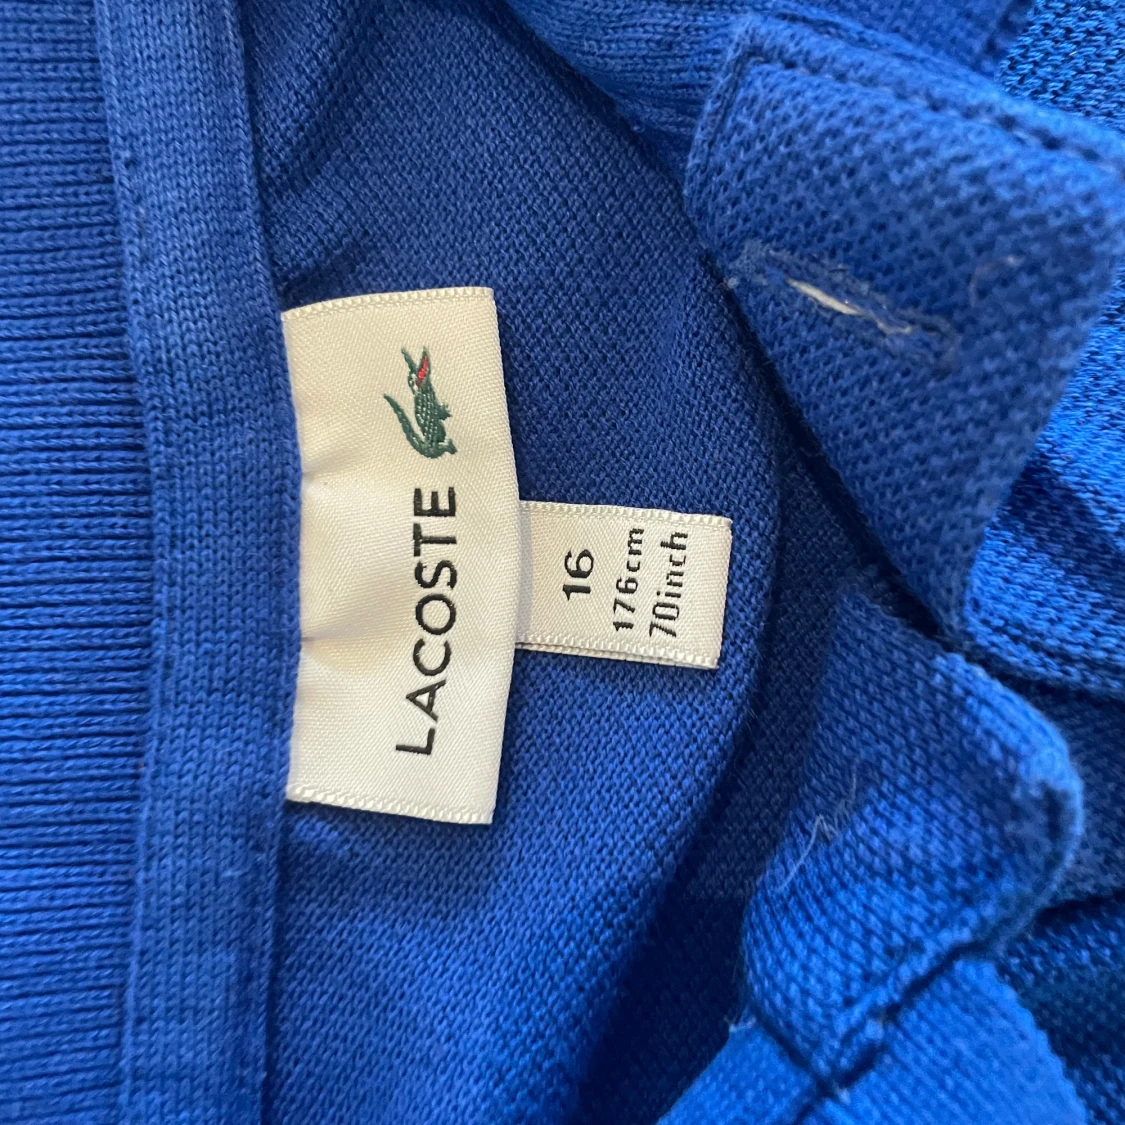 LACOSTE
16
176cm
70inch